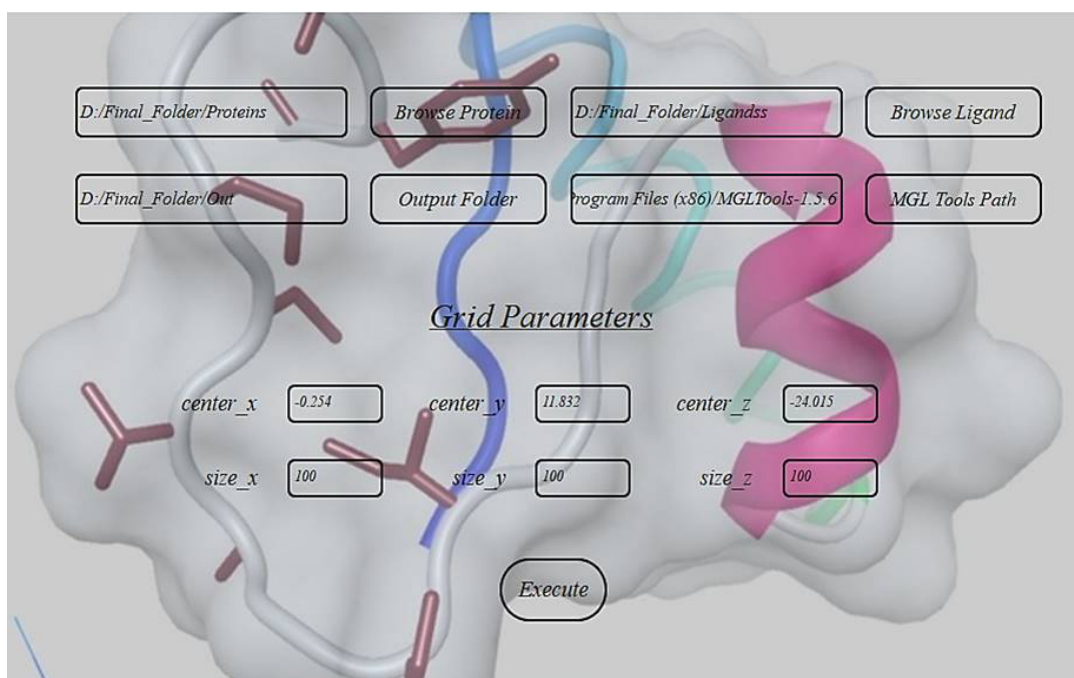 D:/Final_Folder/Proteins Browse Protein D:/Final_Folder/Ligandss Browse Ligand
D:/Final_Folder/Out Output Folder rogram Files (x86)/MGLTools-1.5.6 MGL Tools Path
Grid Parameters
center_x -0.254 center_y 11.832 center_z -24.015
size_x 100 size_y 100 size_z 100
Execute